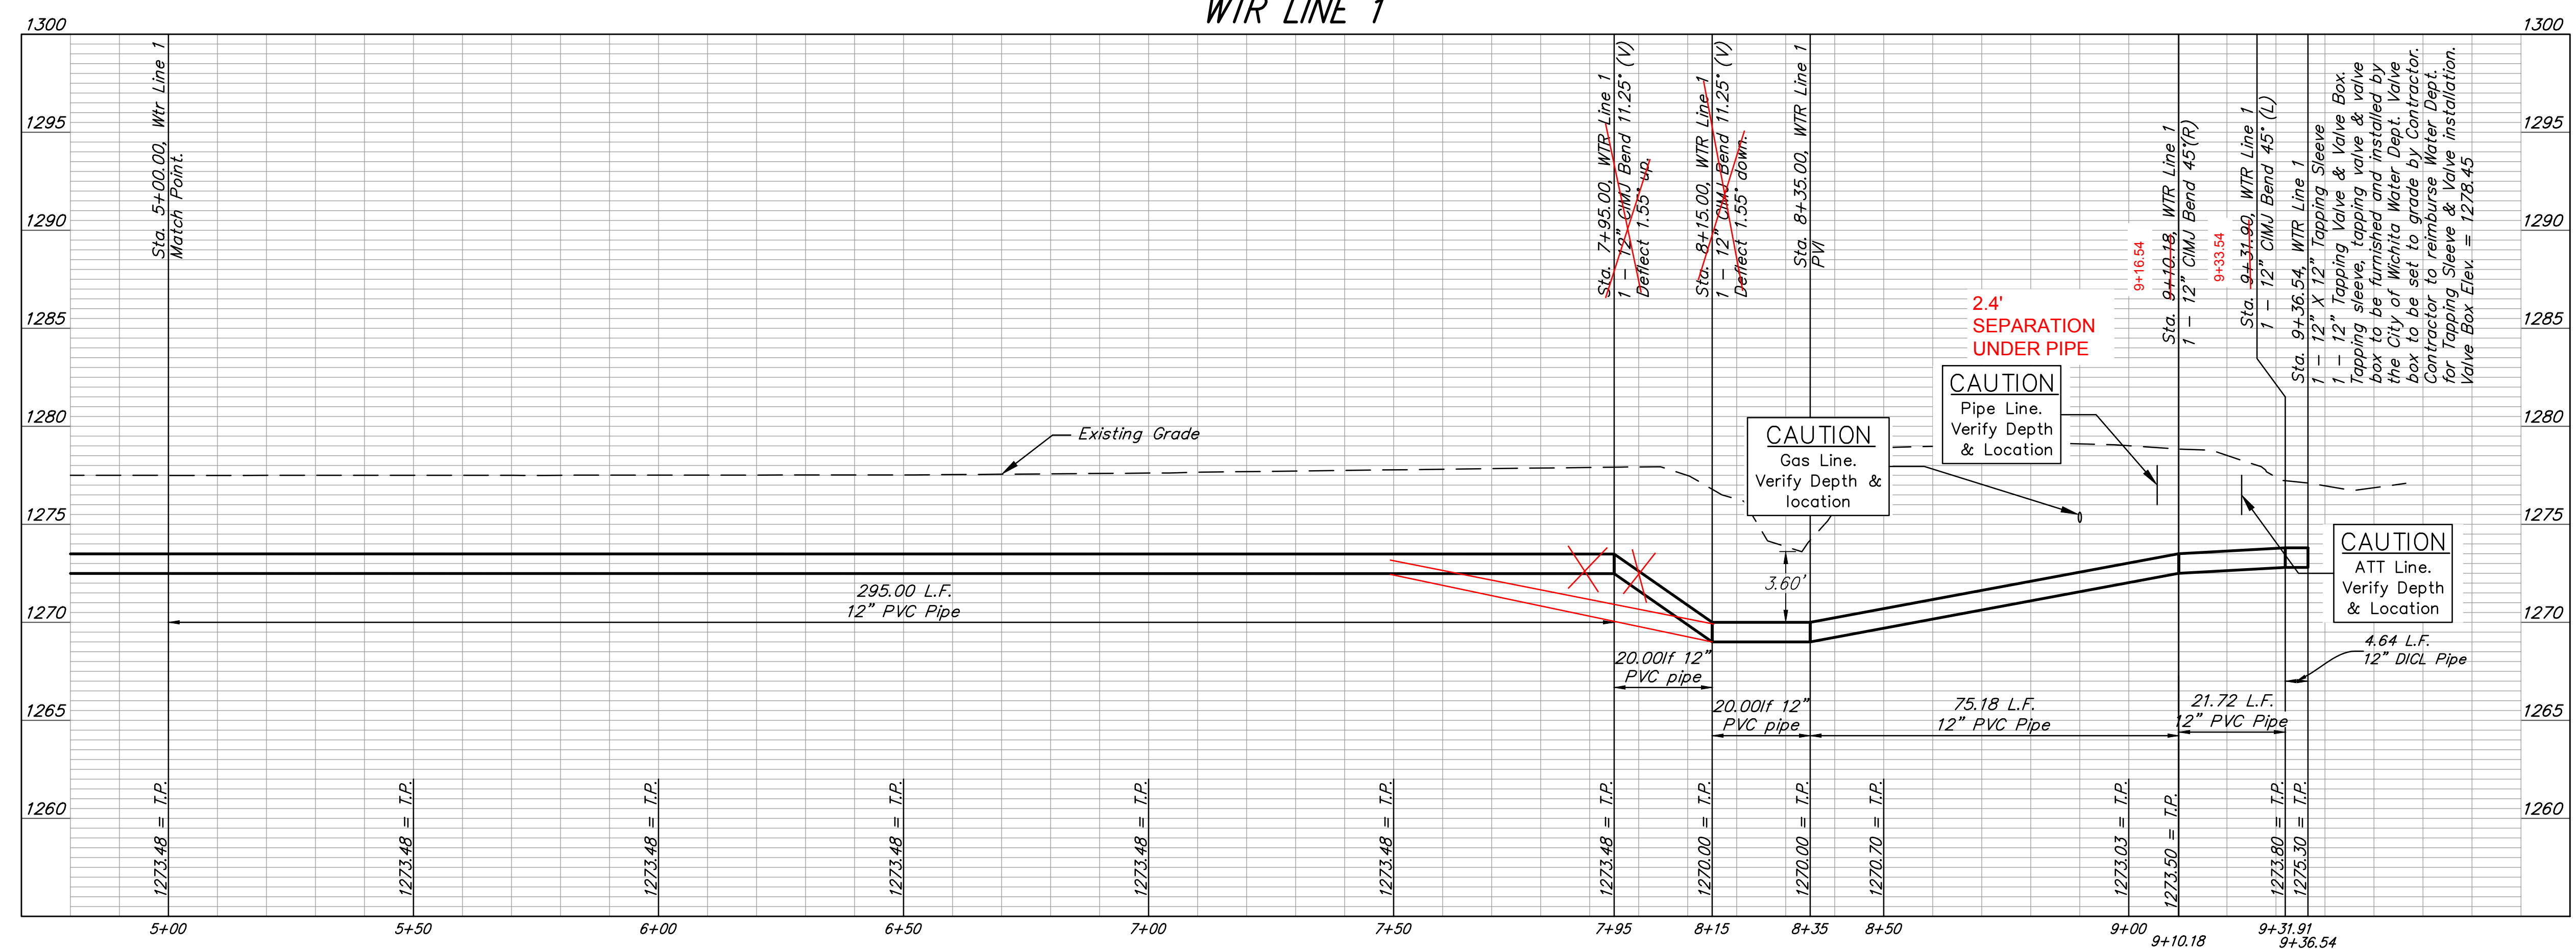 WTR LINE 1
1300
1295
1290
1285
1280
1275
1270
1265
1260
Sta. 5+00.00, Wtr Line 1
Match Point.
Sta. 7+95.00, WTR Line 1
1 - 12" CIMJ Bend 11.25° (V)
Deflect 1.55° up.
Sta. 8+15.00, WTR Line 1
1 - 12" CIMJ Bend 11.25° (V)
Deflect 1.55° down.
Sta. 8+35.00, WTR Line 1
PVI
9+16.54
Sta. 9+10.18, WTR Line 1
1 - 12" CIMJ Bend 45°(R)
9+33.54
Sta. 9+31.90, WTR Line 1
1 - 12" CIMJ Bend 45° (L)
Sta. 9+36.54, WTR Line 1
1 - 12" X 12" Tapping Sleeve
1 - 12" Tapping Valve & Valve Box.
Tapping sleeve, tapping valve & valve
box to be furnished and installed by
the City of Wichita Water Dept. Valve
box to be set to grade by Contractor.
Contractor to reimburse Water Dept.
for Tapping Sleeve & Valve installation.
Valve Box Elev. = 1278.45
2.4'
SEPARATION
UNDER PIPE
CAUTION
Pipe Line.
Verify Depth
& Location
CAUTION
Gas Line.
Verify Depth &
location
CAUTION
ATT Line.
Verify Depth
& Location
Existing Grade
3.60'
295.00 L.F.
12" PVC Pipe
20.00lf 12"
PVC pipe
20.00lf 12"
PVC pipe
75.18 L.F.
12" PVC Pipe
21.72 L.F.
12" PVC Pipe
4.64 L.F.
12" DICL Pipe
1273.48 = T.P.
1273.48 = T.P.
1273.48 = T.P.
1273.48 = T.P.
1273.48 = T.P.
1273.48 = T.P.
1273.48 = T.P.
1270.00 = T.P.
1270.00 = T.P.
1270.70 = T.P.
1273.03 = T.P.
1273.50 = T.P.
1273.80 = T.P.
1275.30 = T.P.
1300
1295
1290
1285
1280
1275
1270
1265
1260
5+00
5+50
6+00
6+50
7+00
7+50
7+95
8+15
8+35
8+50
9+00
9+10.18
9+31.91
9+36.54